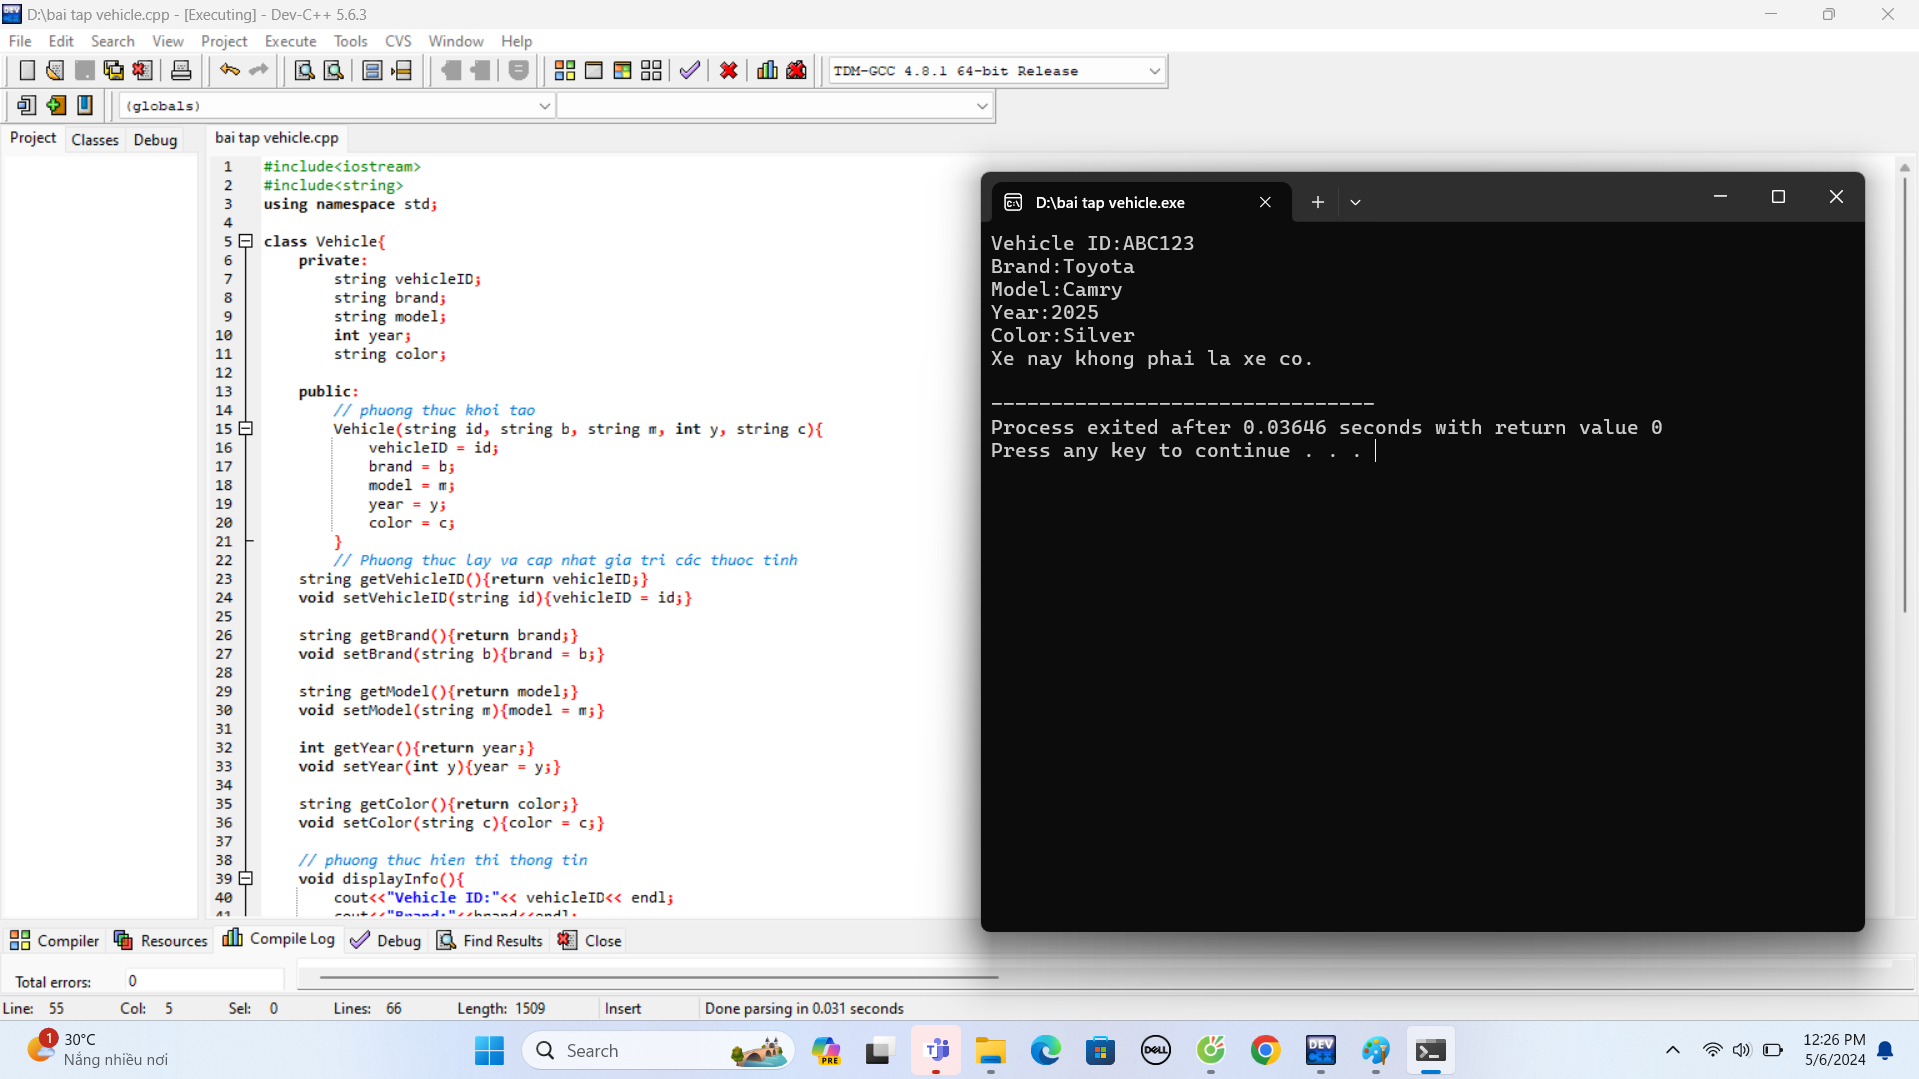 D:\bai tap vehicle.cpp - [Executing] - Dev-C++ 5.6.3
File Edit Search View Project Execute Tools CVS Window Help
TDM-GCC 4.8.1 64-bit Release
(globals)
Project Classes Debug
bai tap vehicle.cpp
1 #include<iostream>
2 #include<string>
3 using namespace std;
4
5 class Vehicle{
6 private:
7 string vehicleID;
8 string brand;
9 string model;
10 int year;
11 string color;
12
13 public:
14 // phuong thuc khoi tao
15 Vehicle(string id, string b, string m, int y, string c){
16 vehicleID = id;
17 brand = b;
18 model = m;
19 year = y;
20 color = c;
21 }
22 // Phuong thuc lay va cap nhat gia tri các thuoc tinh
23 string getVehicleID(){return vehicleID;}
24 void setVehicleID(string id){vehicleID = id;}
25
26 string getBrand(){return brand;}
27 void setBrand(string b){brand = b;}
28
29 string getModel(){return model;}
30 void setModel(string m){model = m;}
31
32 int getYear(){return year;}
33 void setYear(int y){year = y;}
34
35 string getColor(){return color;}
36 void setColor(string c){color = c;}
37
38 // phuong thuc hien thi thong tin
39 void displayInfo(){
40 cout<<"Vehicle ID:"<< vehicleID<< endl;
41 cout<<"Brand:"<<brand<<endl;
D:\bai tap vehicle.exe
Vehicle ID:ABC123
Brand:Toyota
Model:Camry
Year:2025
Color:Silver
Xe nay khong phai la xe co.
--------------------------------
Process exited after 0.03646 seconds with return value 0
Press any key to continue . . .
Compiler Resources Compile Log Debug Find Results Close
Total errors: 0
Line: 55 Col: 5 Sel: 0 Lines: 66 Length: 1509 Insert Done parsing in 0.031 seconds
1
30°C
Nắng nhiều nơi
Search
PRE
DELL
DEV
12:26 PM
5/6/2024